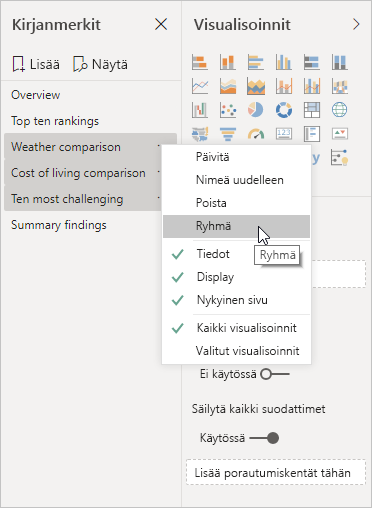 Kirjanmerkit
Visualisoinnit
Lisää
Näytä
Overview
Top ten rankings
Weather comparison
Cost of living comparison
Ten most challenging
Summary findings
Päivitä
Nimeä uudelleen
Poista
Ryhmä
Ryhmä
Tiedot
Display
Nykyinen sivu
Kaikki visualisoinnit
Valitut visualisoinnit
Ei käytössä
Säilytä kaikki suodattimet
Käytössä
Lisää porautumiskentät tähän